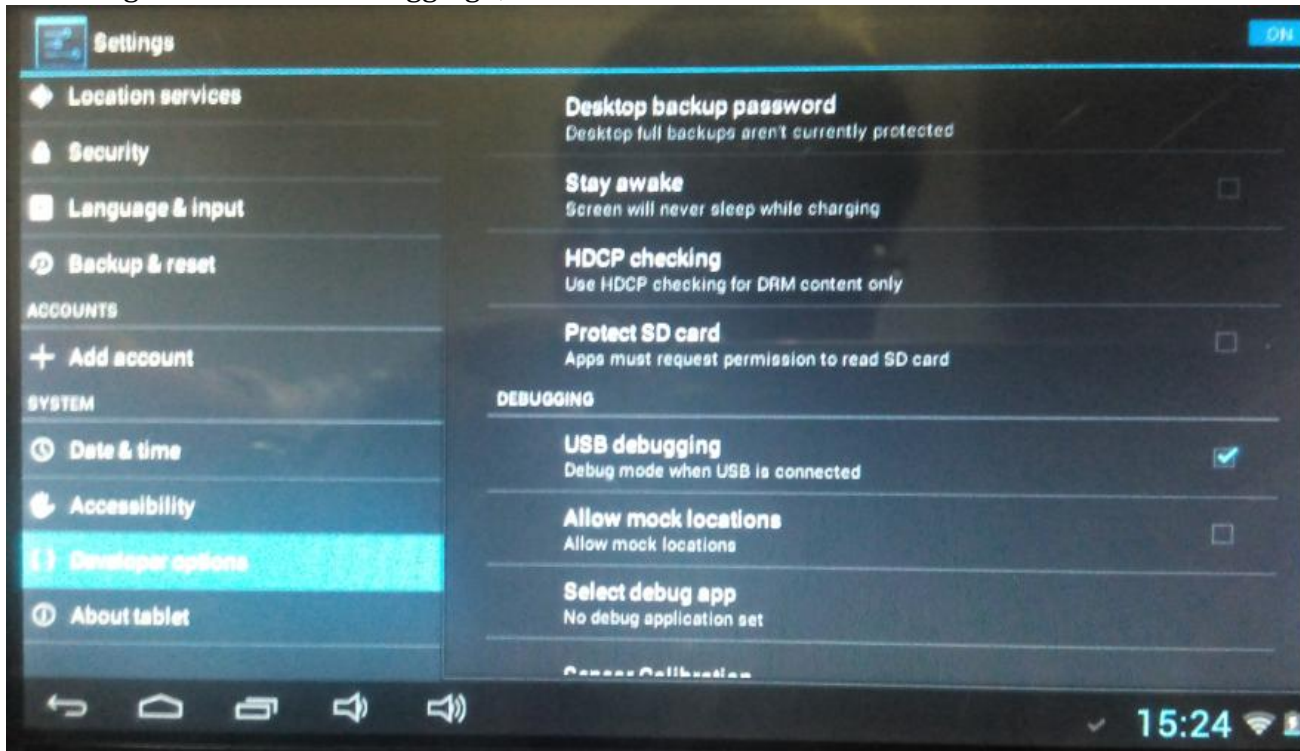 Settings
ON
Location services
Security
Language & input
Backup & reset
ACCOUNTS
Add account
SYSTEM
Date & time
Accessibility
Developer options
About tablet
Desktop backup password
Desktop full backups aren't currently protected
Stay awake
Screen will never sleep while charging
HDCP checking
Use HDCP checking for DRM content only
Protect SD card
Apps must request permission to read SD card
DEBUGGING
USB debugging
Debug mode when USB is connected
Allow mock locations
Allow mock locations
Select debug app
No debug application set
15:24